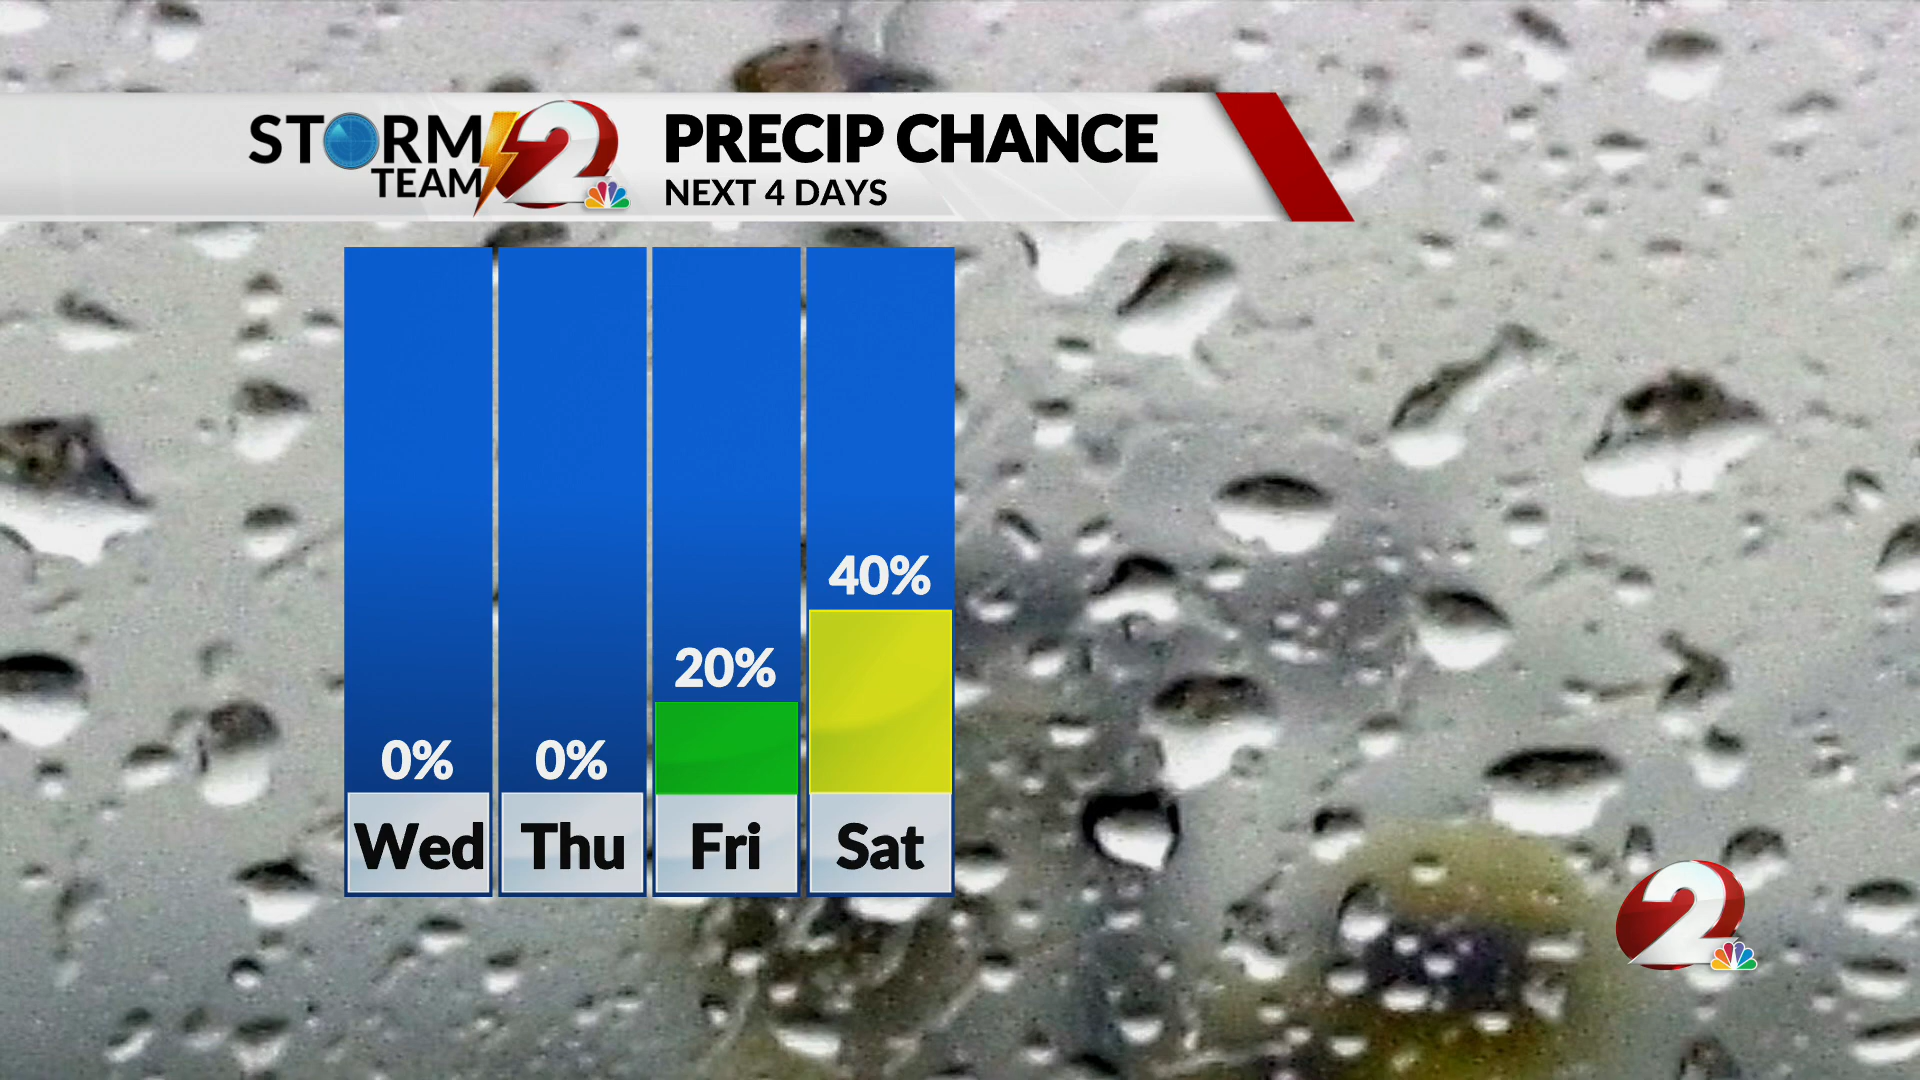 STORM
TEAM
2
PRECIP CHANCE
NEXT 4 DAYS
0%
0%
20%
40%
Wed
Thu
Fri
Sat
2